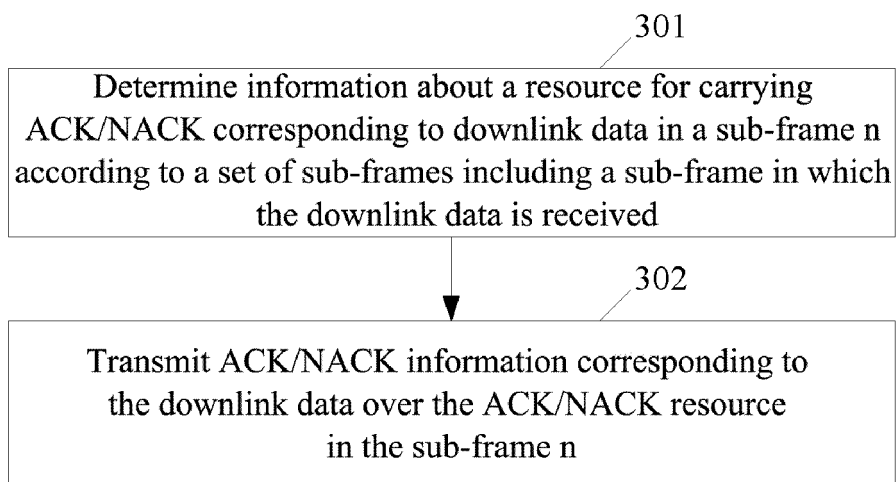 301
Determine information about a resource for carrying
ACK/NACK corresponding to downlink data in a sub-frame n
according to a set of sub-frames including a sub-frame in which
the downlink data is received
302
Transmit ACK/NACK information corresponding to
the downlink data over the ACK/NACK resource
in the sub-frame n